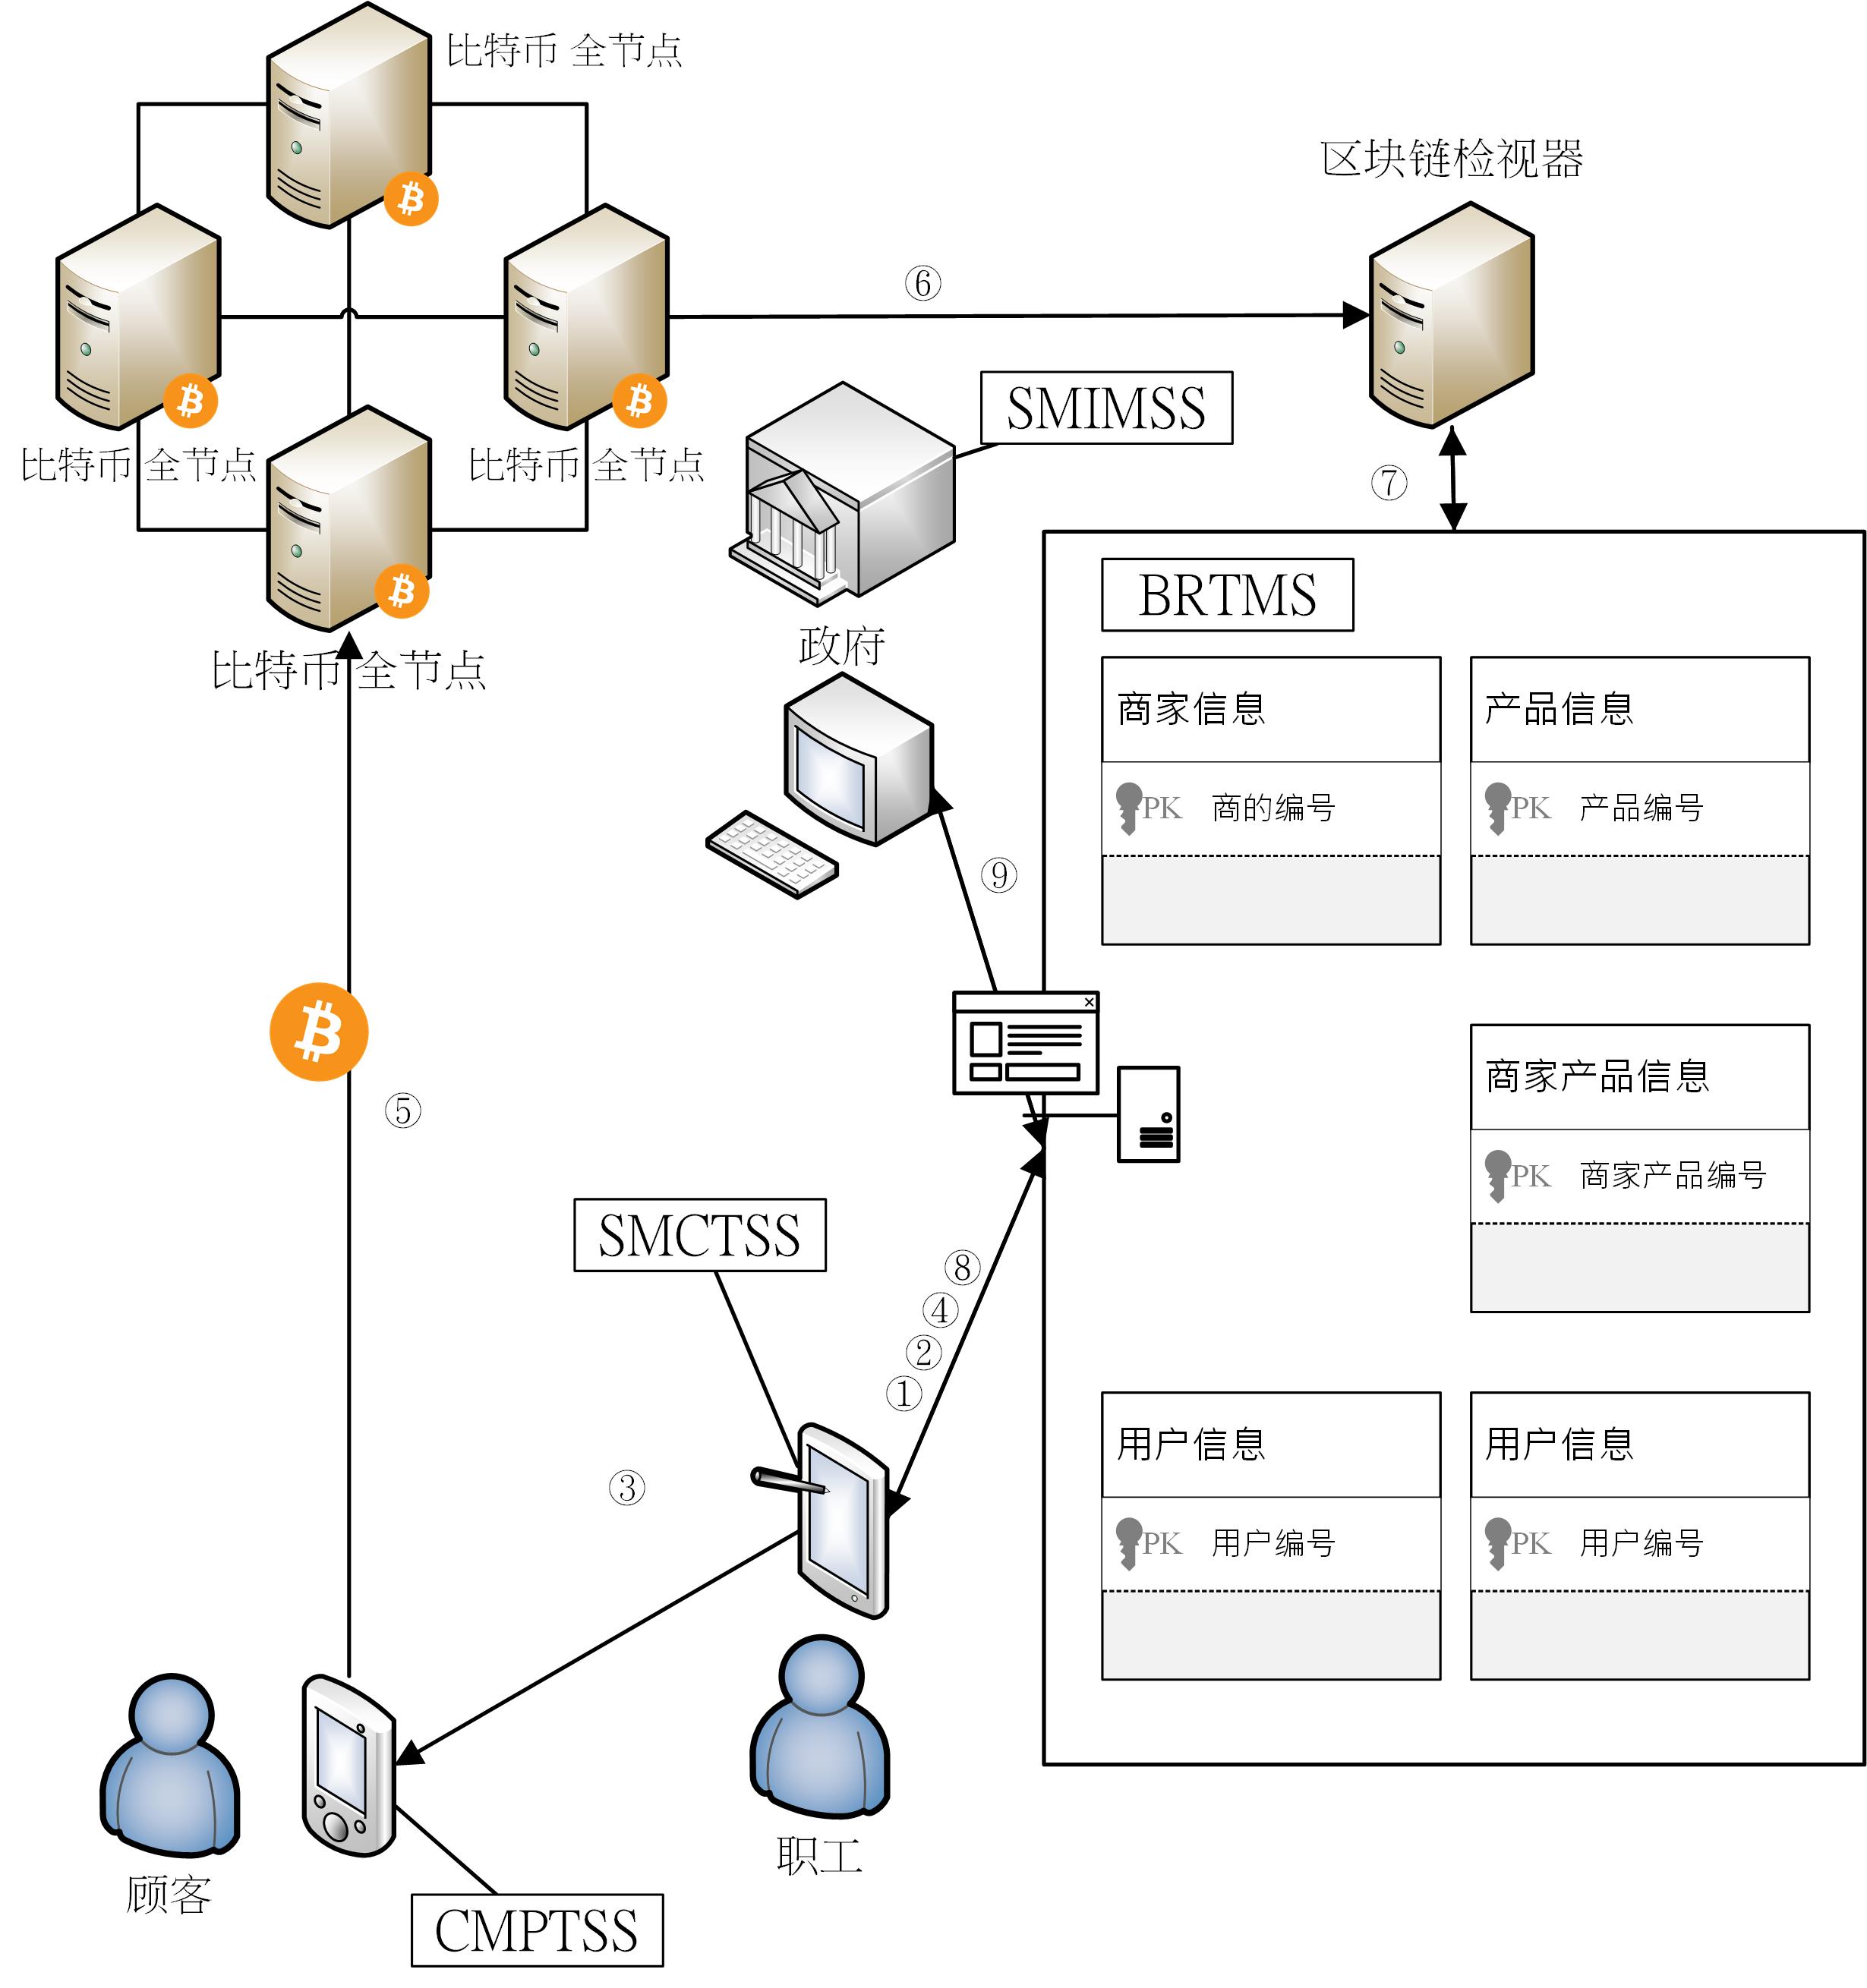 比特币 全节点
区块链检视器
⑥
SMIMSS
比特币 全节点
比特币 全节点
⑦
BRTMS
政府
比特币 全节点
商家信息
产品信息
PK 商的编号
PK 产品编号
⑨
商家产品信息
⑤
PK 商家产品编号
SMCTSS
⑧
④
②
①
用户信息
用户信息
③
PK 用户编号
PK 用户编号
职工
顾客
CMPTSS